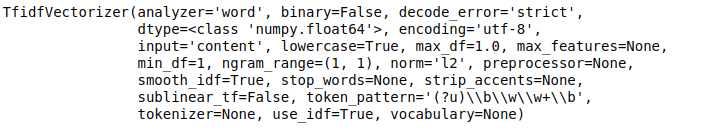 TfidfVectorizer(analyzer='word', binary=False, decode_error='strict',
dtype=<class 'numpy.float64'>, encoding='utf-8',
input='content', lowercase=True, max_df=1.0, max_features=None,
min_df=1, ngram_range=(1, 1), norm='l2', preprocessor=None,
smooth_idf=True, stop_words=None, strip_accents=None,
sublinear_tf=False, token_pattern='(?u)\\b\\w\\w+\\b',
tokenizer=None, use_idf=True, vocabulary=None)